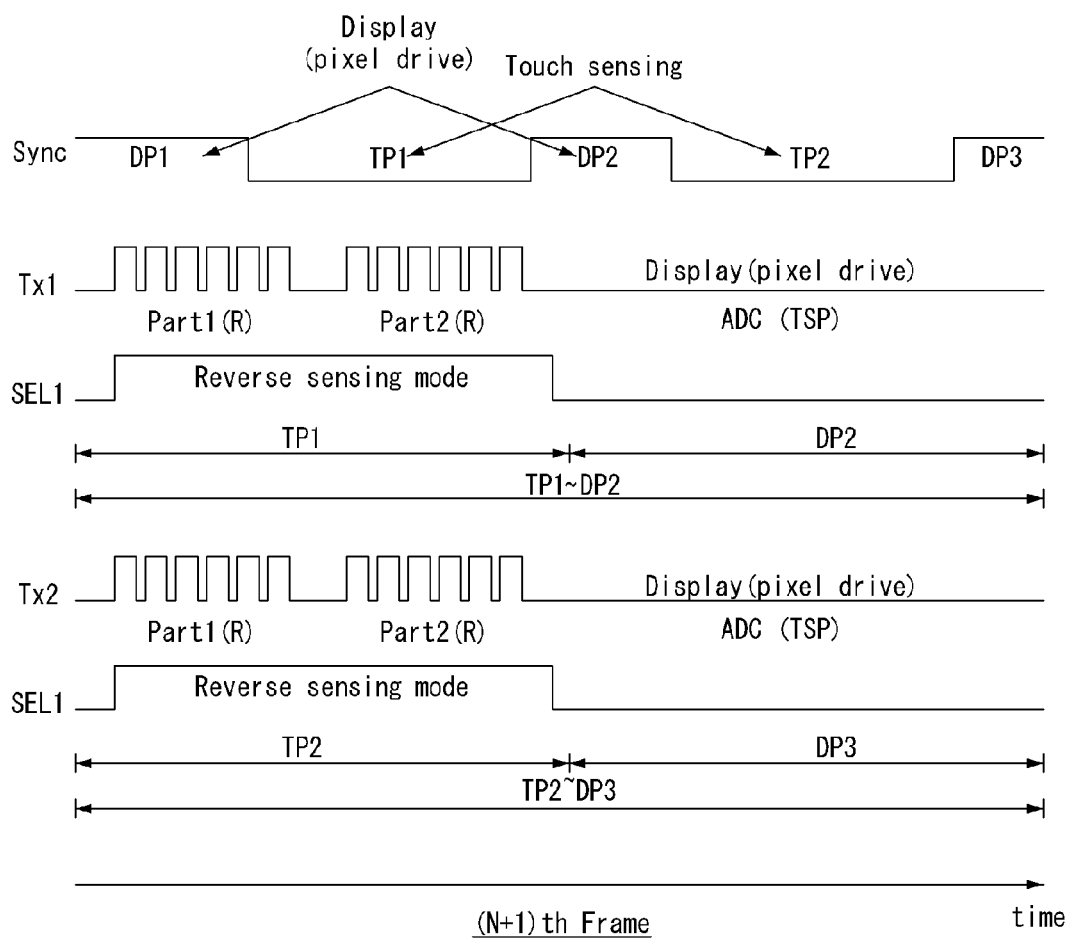 Display
(pixel drive)
Touch sensing
Sync
DP1
TP1
DP2
TP2
DP3
Tx1
Display(pixel drive)
Part1(R)
Part2(R)
ADC (TSP)
SEL1
Reverse sensing mode
TP1
DP2
TP1~DP2
Tx2
Display(pixel drive)
Part1(R)
Part2(R)
ADC (TSP)
SEL1
Reverse sensing mode
TP2
DP3
TP2~DP3
(N+1)th Frame
time